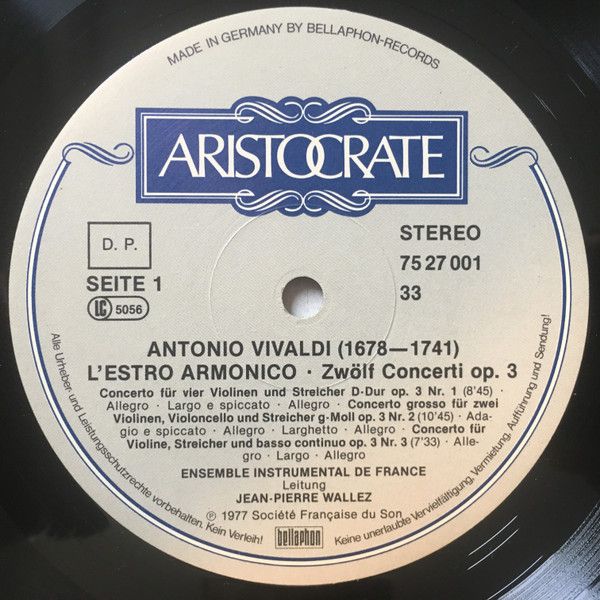 MADE IN GERMANY BY BELLAPHON-RECORDS
ARISTOCRATE
D. P.
SEITE 1
LC 5056
STEREO
75 27 001
33
ANTONIO VIVALDI (1678—1741)
L'ESTRO ARMONICO · Zwölf Concerti op. 3
Concerto für vier Violinen und Streicher D-Dur op. 3 Nr. 1 (8'45) ·
Allegro · Largo e spiccato · Allegro · Concerto grosso für zwei
Violinen, Violoncello und Streicher g-Moll op. 3 Nr. 2 (10'45) · Ada-
gio e spiccato · Allegro · Larghetto · Allegro · Concerto für
Violine, Streicher und basso continuo op. 3 Nr. 3 (7'33) · Alle-
gro · Largo · Allegro
ENSEMBLE INSTRUMENTAL DE FRANCE
Leitung
JEAN-PIERRE WALLEZ
℗ 1977 Société Française du Son
bellaphon
Alle Urheber- und Leistungsschutzrechte vorbehalten. Kein Verleih!
Keine unerlaubte Vervielfältigung, Vermietung, Aufführung und Sendung!